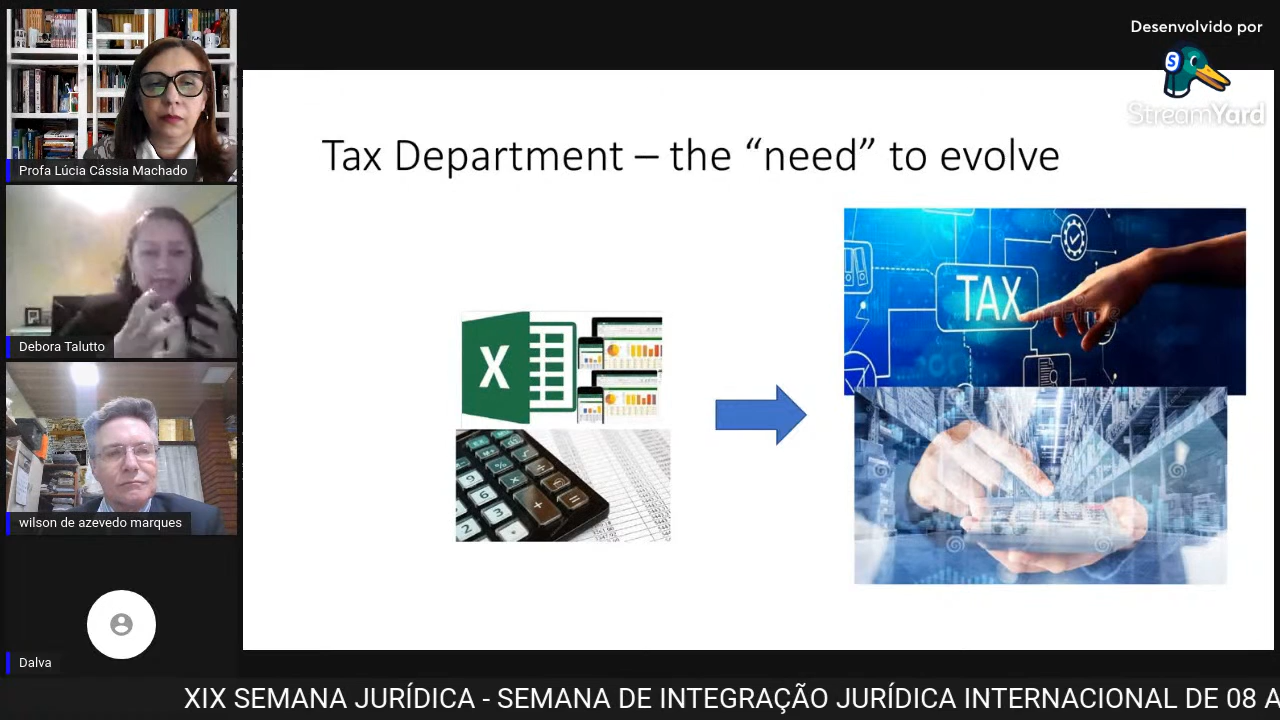 Desenvolvido por
StreamYard
Profa Lúcia Cássia Machado
Debora Talutto
wilson de azevedo marques
Dalva
Tax Department – the “need” to evolve
X
TAX
XIX SEMANA JURÍDICA - SEMANA DE INTEGRAÇÃO JURÍDICA INTERNACIONAL DE 08 A